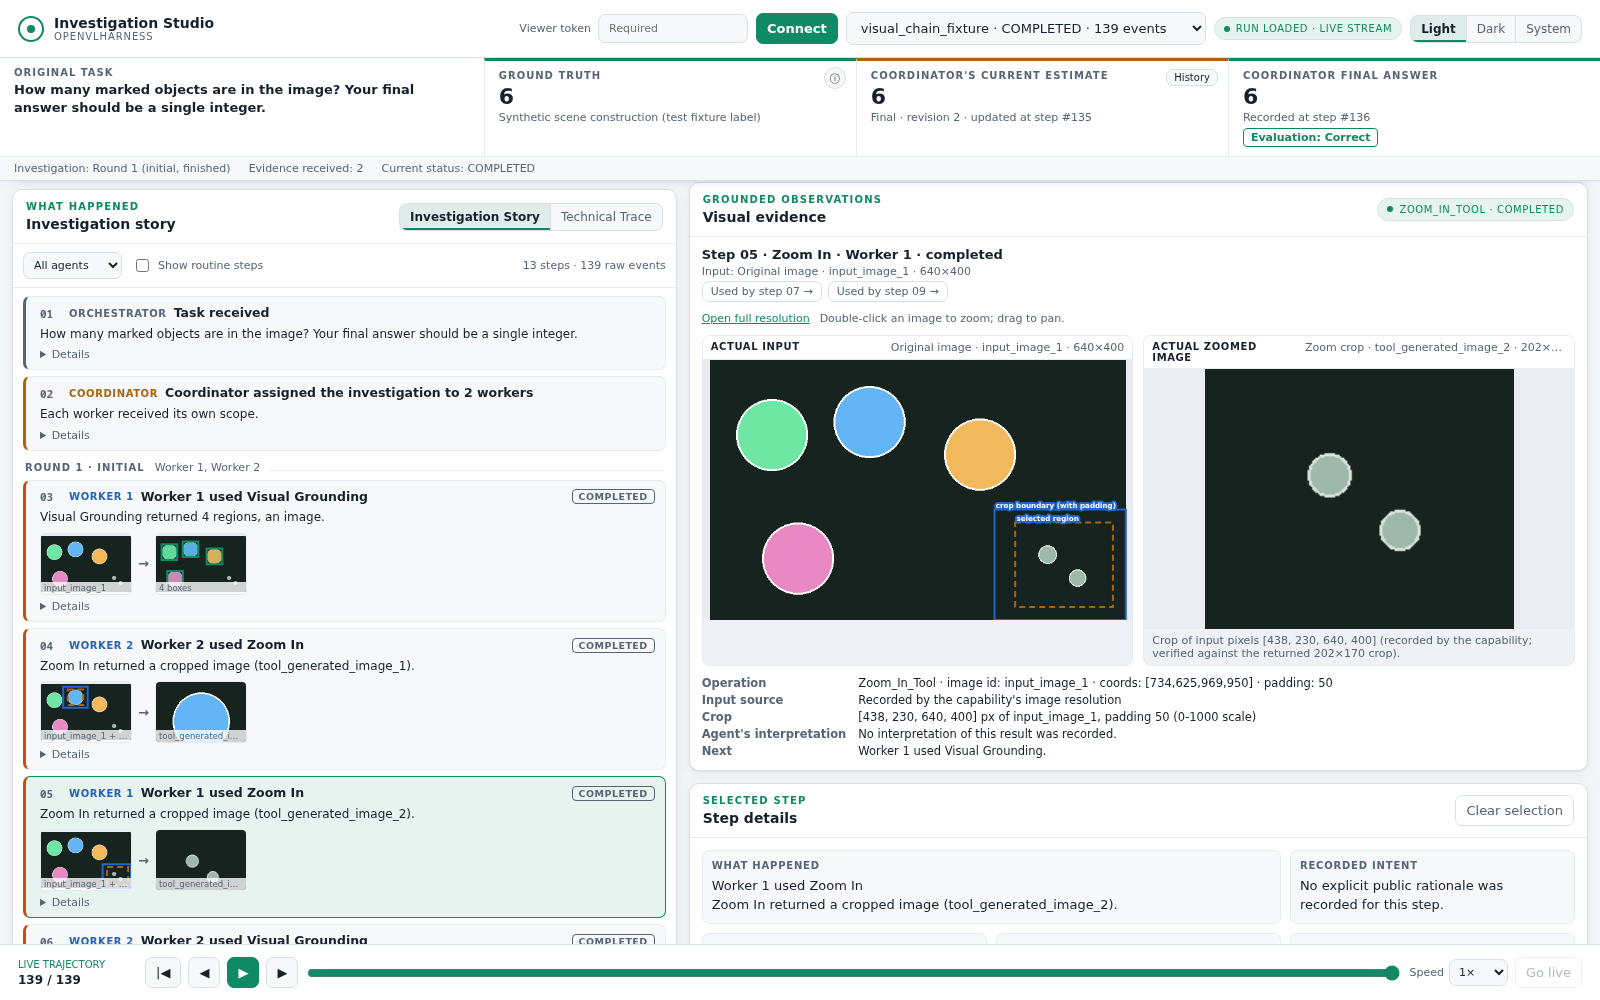 Investigation Studio
OPENVLHARNESS
Viewer token
Required
Connect
visual_chain_fixture · COMPLETED · 139 events
RUN LOADED · LIVE STREAM
Light
Dark
System
ORIGINAL TASK
How many marked objects are in the image? Your final
answer should be a single integer.
GROUND TRUTH
ⓘ
6
Synthetic scene construction (test fixture label)
COORDINATOR'S CURRENT ESTIMATE
History
6
Final · revision 2 · updated at step #135
COORDINATOR FINAL ANSWER
6
Recorded at step #136
Evaluation: Correct
Investigation: Round 1 (initial, finished)
Evidence received: 2
Current status: COMPLETED
WHAT HAPPENED
Investigation story
Investigation Story
Technical Trace
All agents
Show routine steps
13 steps · 139 raw events
01 ORCHESTRATOR Task received
How many marked objects are in the image? Your final answer should be a single integer.
Details
02 COORDINATOR Coordinator assigned the investigation to 2 workers
Each worker received its own scope.
Details
ROUND 1 · INITIAL Worker 1, Worker 2
03 WORKER 1 Worker 1 used Visual Grounding
COMPLETED
Visual Grounding returned 4 regions, an image.
input_image_1
→
4 boxes
Details
04 WORKER 2 Worker 2 used Zoom In
COMPLETED
Zoom In returned a cropped image (tool_generated_image_1).
input_image_1 + ...
→
tool_generated_i...
Details
05 WORKER 1 Worker 1 used Zoom In
COMPLETED
Zoom In returned a cropped image (tool_generated_image_2).
input_image_1 + ...
→
tool_generated_i...
Details
06 WORKER 2 Worker 2 used Visual Grounding
COMPLETED
GROUNDED OBSERVATIONS
Visual evidence
ZOOM_IN_TOOL · COMPLETED
Step 05 · Zoom In · Worker 1 · completed
Input: Original image · input_image_1 · 640×400
Used by step 07 →
Used by step 09 →
Open full resolution
Double-click an image to zoom; drag to pan.
ACTUAL INPUT
Original image · input_image_1 · 640×400
crop boundary (with padding)
selected region
ACTUAL ZOOMED
IMAGE
Zoom crop · tool_generated_image_2 · 202×...
Crop of input pixels [438, 230, 640, 400] (recorded by the capability;
verified against the returned 202×170 crop).
Operation Zoom_In_Tool · image id: input_image_1 · coords: [734,625,969,950] · padding: 50
Input source Recorded by the capability's image resolution
Crop [438, 230, 640, 400] px of input_image_1, padding 50 (0-1000 scale)
Agent's interpretation No interpretation of this result was recorded.
Next Worker 1 used Visual Grounding.
SELECTED STEP
Step details
Clear selection
WHAT HAPPENED
Worker 1 used Zoom In
Zoom In returned a cropped image (tool_generated_image_2).
RECORDED INTENT
No explicit public rationale was
recorded for this step.
LIVE TRAJECTORY
139 / 139
Speed
1×
Go live